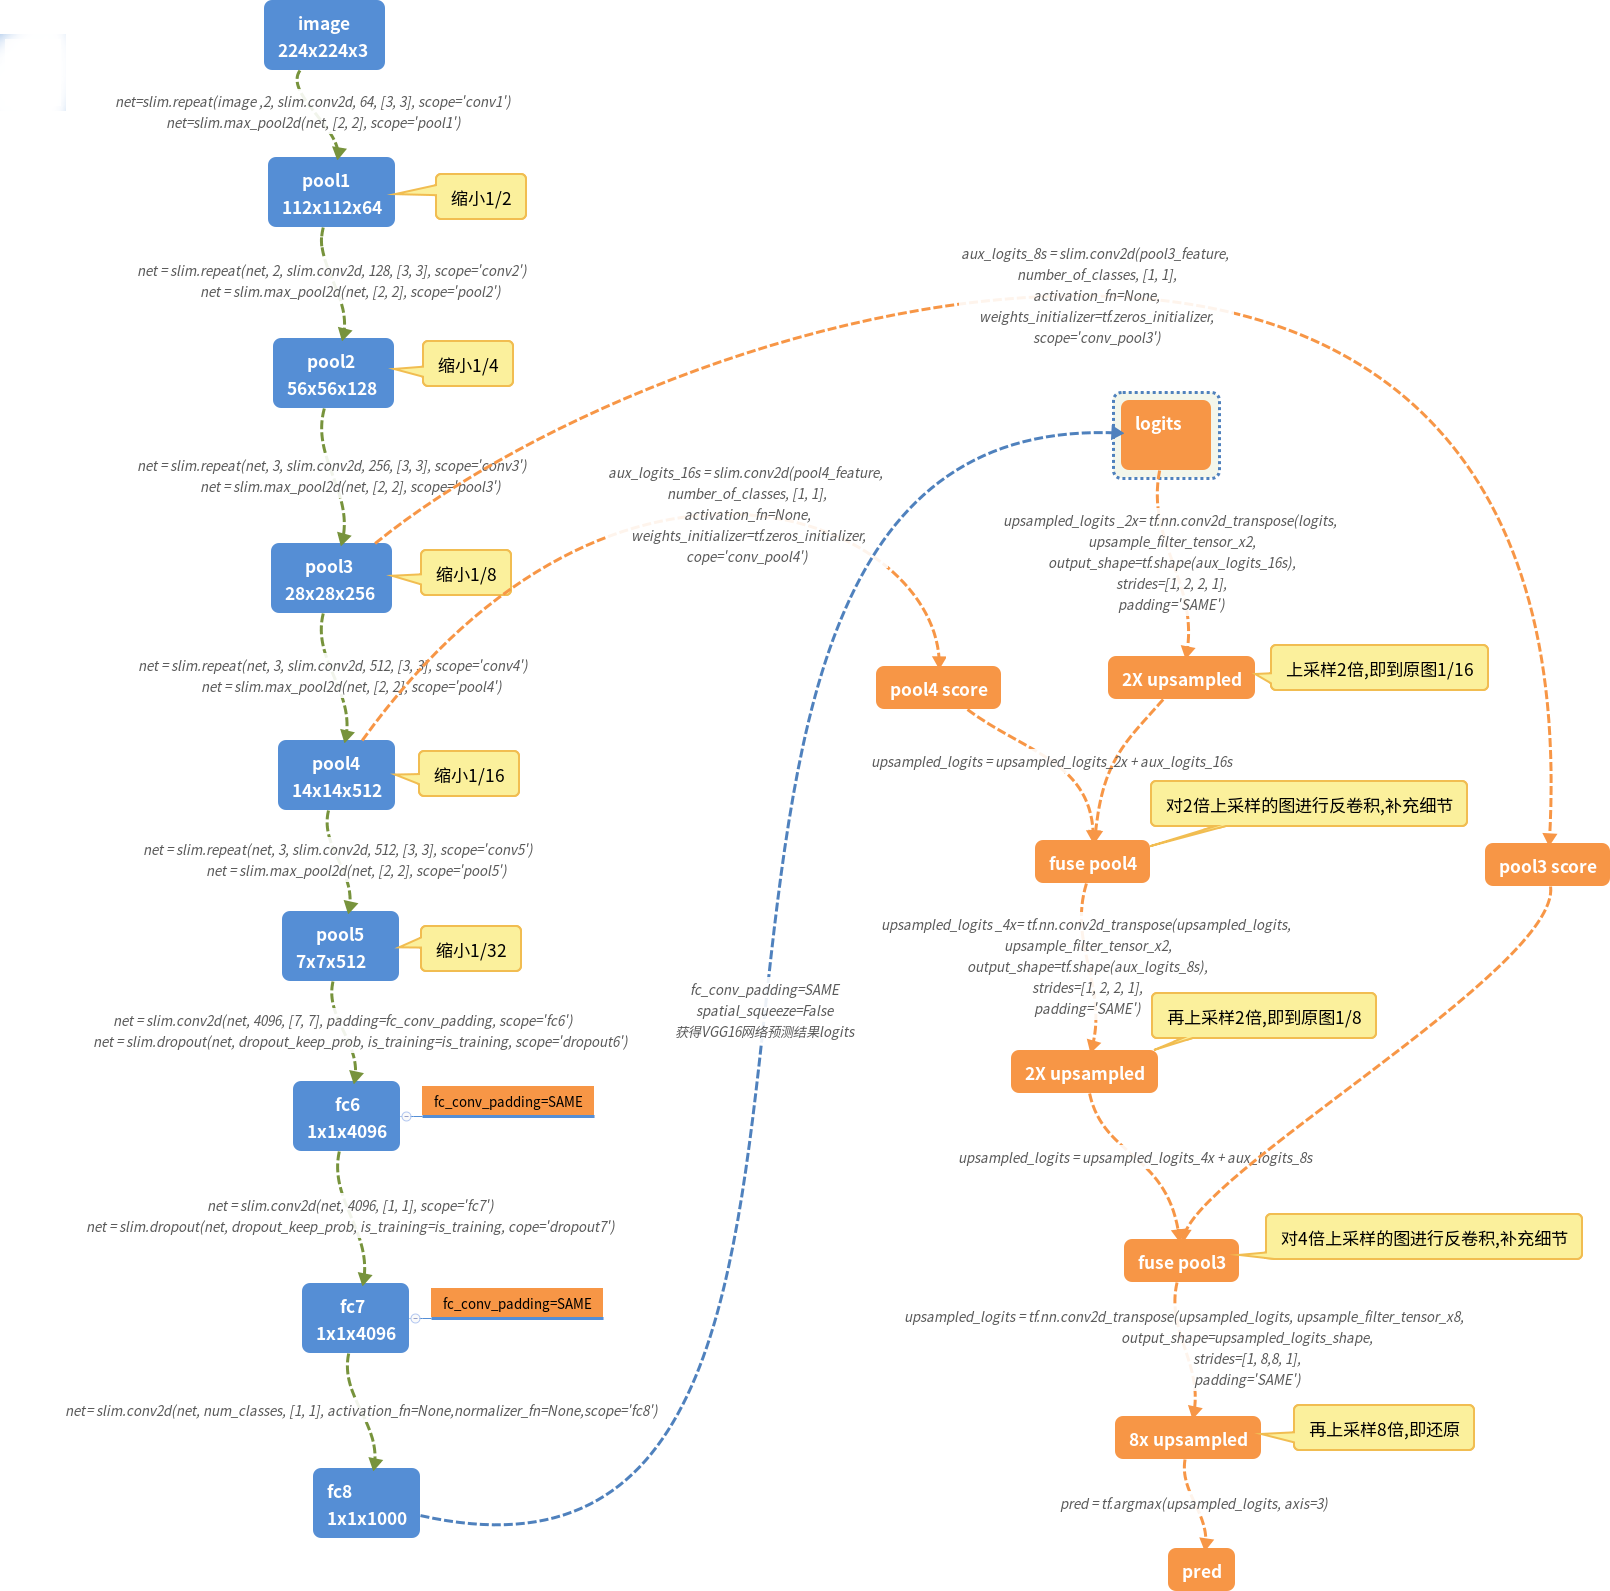 image
224x224x3
net=slim.repeat(image ,2, slim.conv2d, 64, [3, 3], scope='conv1')
net=slim.max_pool2d(net, [2, 2], scope='pool1')
pool1
112x112x64
缩小1/2
net = slim.repeat(net, 2, slim.conv2d, 128, [3, 3], scope='conv2')
net = slim.max_pool2d(net, [2, 2], scope='pool2')
pool2
56x56x128
缩小1/4
net = slim.repeat(net, 3, slim.conv2d, 256, [3, 3], scope='conv3')
net = slim.max_pool2d(net, [2, 2], scope='pool3')
pool3
28x28x256
缩小1/8
net = slim.repeat(net, 3, slim.conv2d, 512, [3, 3], scope='conv4')
net = slim.max_pool2d(net, [2, 2], scope='pool4')
pool4
14x14x512
缩小1/16
net = slim.repeat(net, 3, slim.conv2d, 512, [3, 3], scope='conv5')
net = slim.max_pool2d(net, [2, 2], scope='pool5')
pool5
7x7x512
缩小1/32
net = slim.conv2d(net, 4096, [7, 7], padding=fc_conv_padding, scope='fc6')
net = slim.dropout(net, dropout_keep_prob, is_training=is_training, scope='dropout6')
fc6
1x1x4096
fc_conv_padding=SAME
net = slim.conv2d(net, 4096, [1, 1], scope='fc7')
net = slim.dropout(net, dropout_keep_prob, is_training=is_training, cope='dropout7')
fc7
1x1x4096
fc_conv_padding=SAME
net= slim.conv2d(net, num_classes, [1, 1], activation_fn=None,normalizer_fn=None,scope='fc8')
fc8
1x1x1000
fc_conv_padding=SAME
spatial_squeeze=False
获得VGG16网络预测结果logits
aux_logits_16s = slim.conv2d(pool4_feature,
number_of_classes, [1, 1],
activation_fn=None,
weights_initializer=tf.zeros_initializer,
cope='conv_pool4')
aux_logits_8s = slim.conv2d(pool3_feature,
number_of_classes, [1, 1],
activation_fn=None,
weights_initializer=tf.zeros_initializer,
scope='conv_pool3')
logits
upsampled_logits _2x= tf.nn.conv2d_transpose(logits,
upsample_filter_tensor_x2,
output_shape=tf.shape(aux_logits_16s),
strides=[1, 2, 2, 1],
padding='SAME')
pool4 score
2X upsampled
上采样2倍,即到原图1/16
upsampled_logits = upsampled_logits_2x + aux_logits_16s
对2倍上采样的图进行反卷积,补充细节
fuse pool4
pool3 score
upsampled_logits _4x= tf.nn.conv2d_transpose(upsampled_logits,
upsample_filter_tensor_x2,
output_shape=tf.shape(aux_logits_8s),
strides=[1, 2, 2, 1],
padding='SAME')
再上采样2倍,即到原图1/8
2X upsampled
upsampled_logits = upsampled_logits_4x + aux_logits_8s
对4倍上采样的图进行反卷积,补充细节
fuse pool3
upsampled_logits = tf.nn.conv2d_transpose(upsampled_logits, upsample_filter_tensor_x8,
output_shape=upsampled_logits_shape,
strides=[1, 8,8, 1],
padding='SAME')
8x upsampled
再上采样8倍,即还原
pred = tf.argmax(upsampled_logits, axis=3)
pred